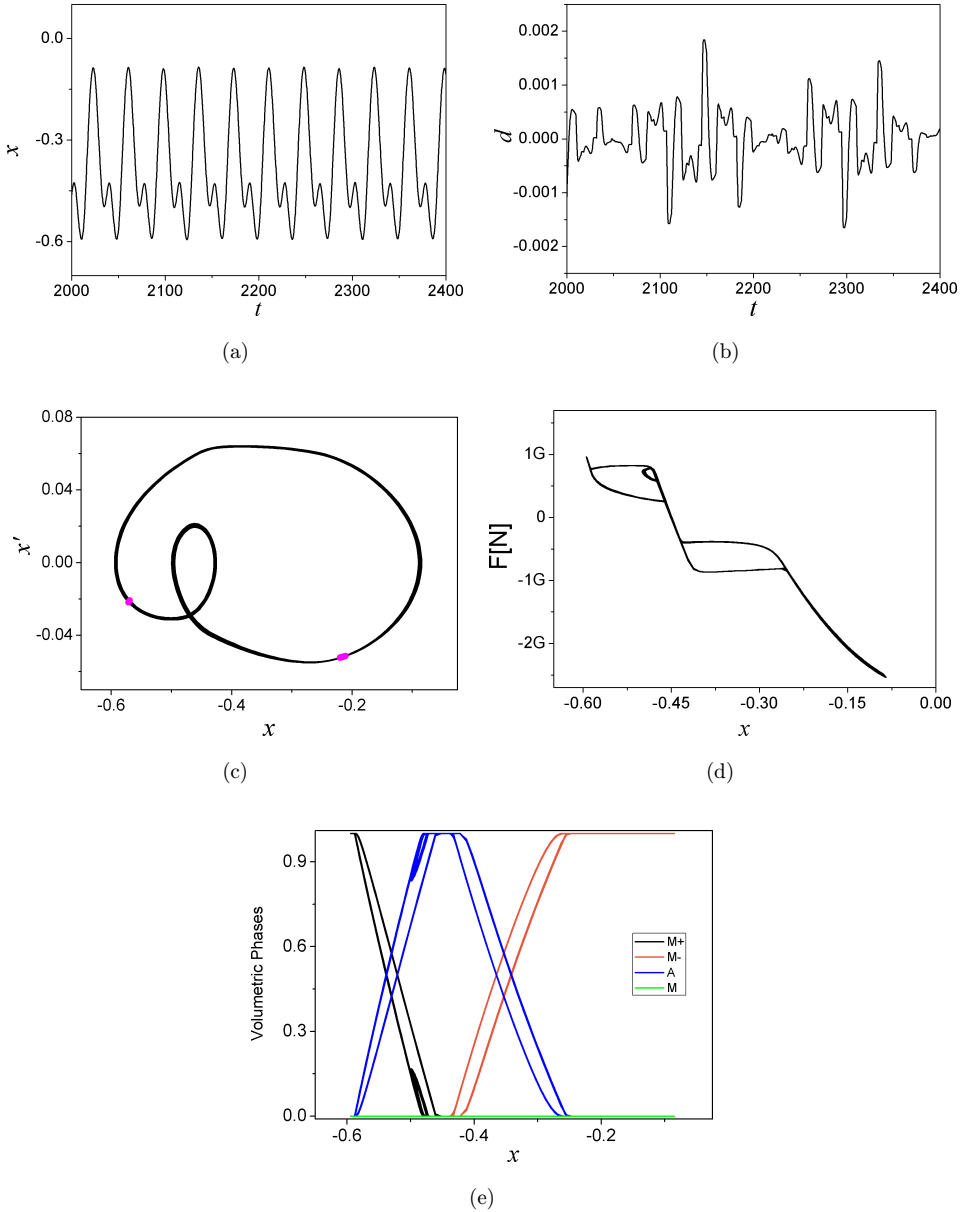 0.0
-0.3
-0.6
x
2000 2100 2200 2300 2400
t
(a)
0.002
0.001
0.000
-0.001
-0.002
d
2000 2100 2200 2300 2400
t
(b)
0.08
0.04
0.00
-0.04
x'
-0.6 -0.4 -0.2
x
(c)
1G
0
-1G
-2G
F[N]
-0.60 -0.45 -0.30 -0.15 0.00
x
(d)
0.9
0.6
0.3
0.0
Volumetric Phases
M+
M-
A
M
-0.6 -0.4 -0.2
x
(e)